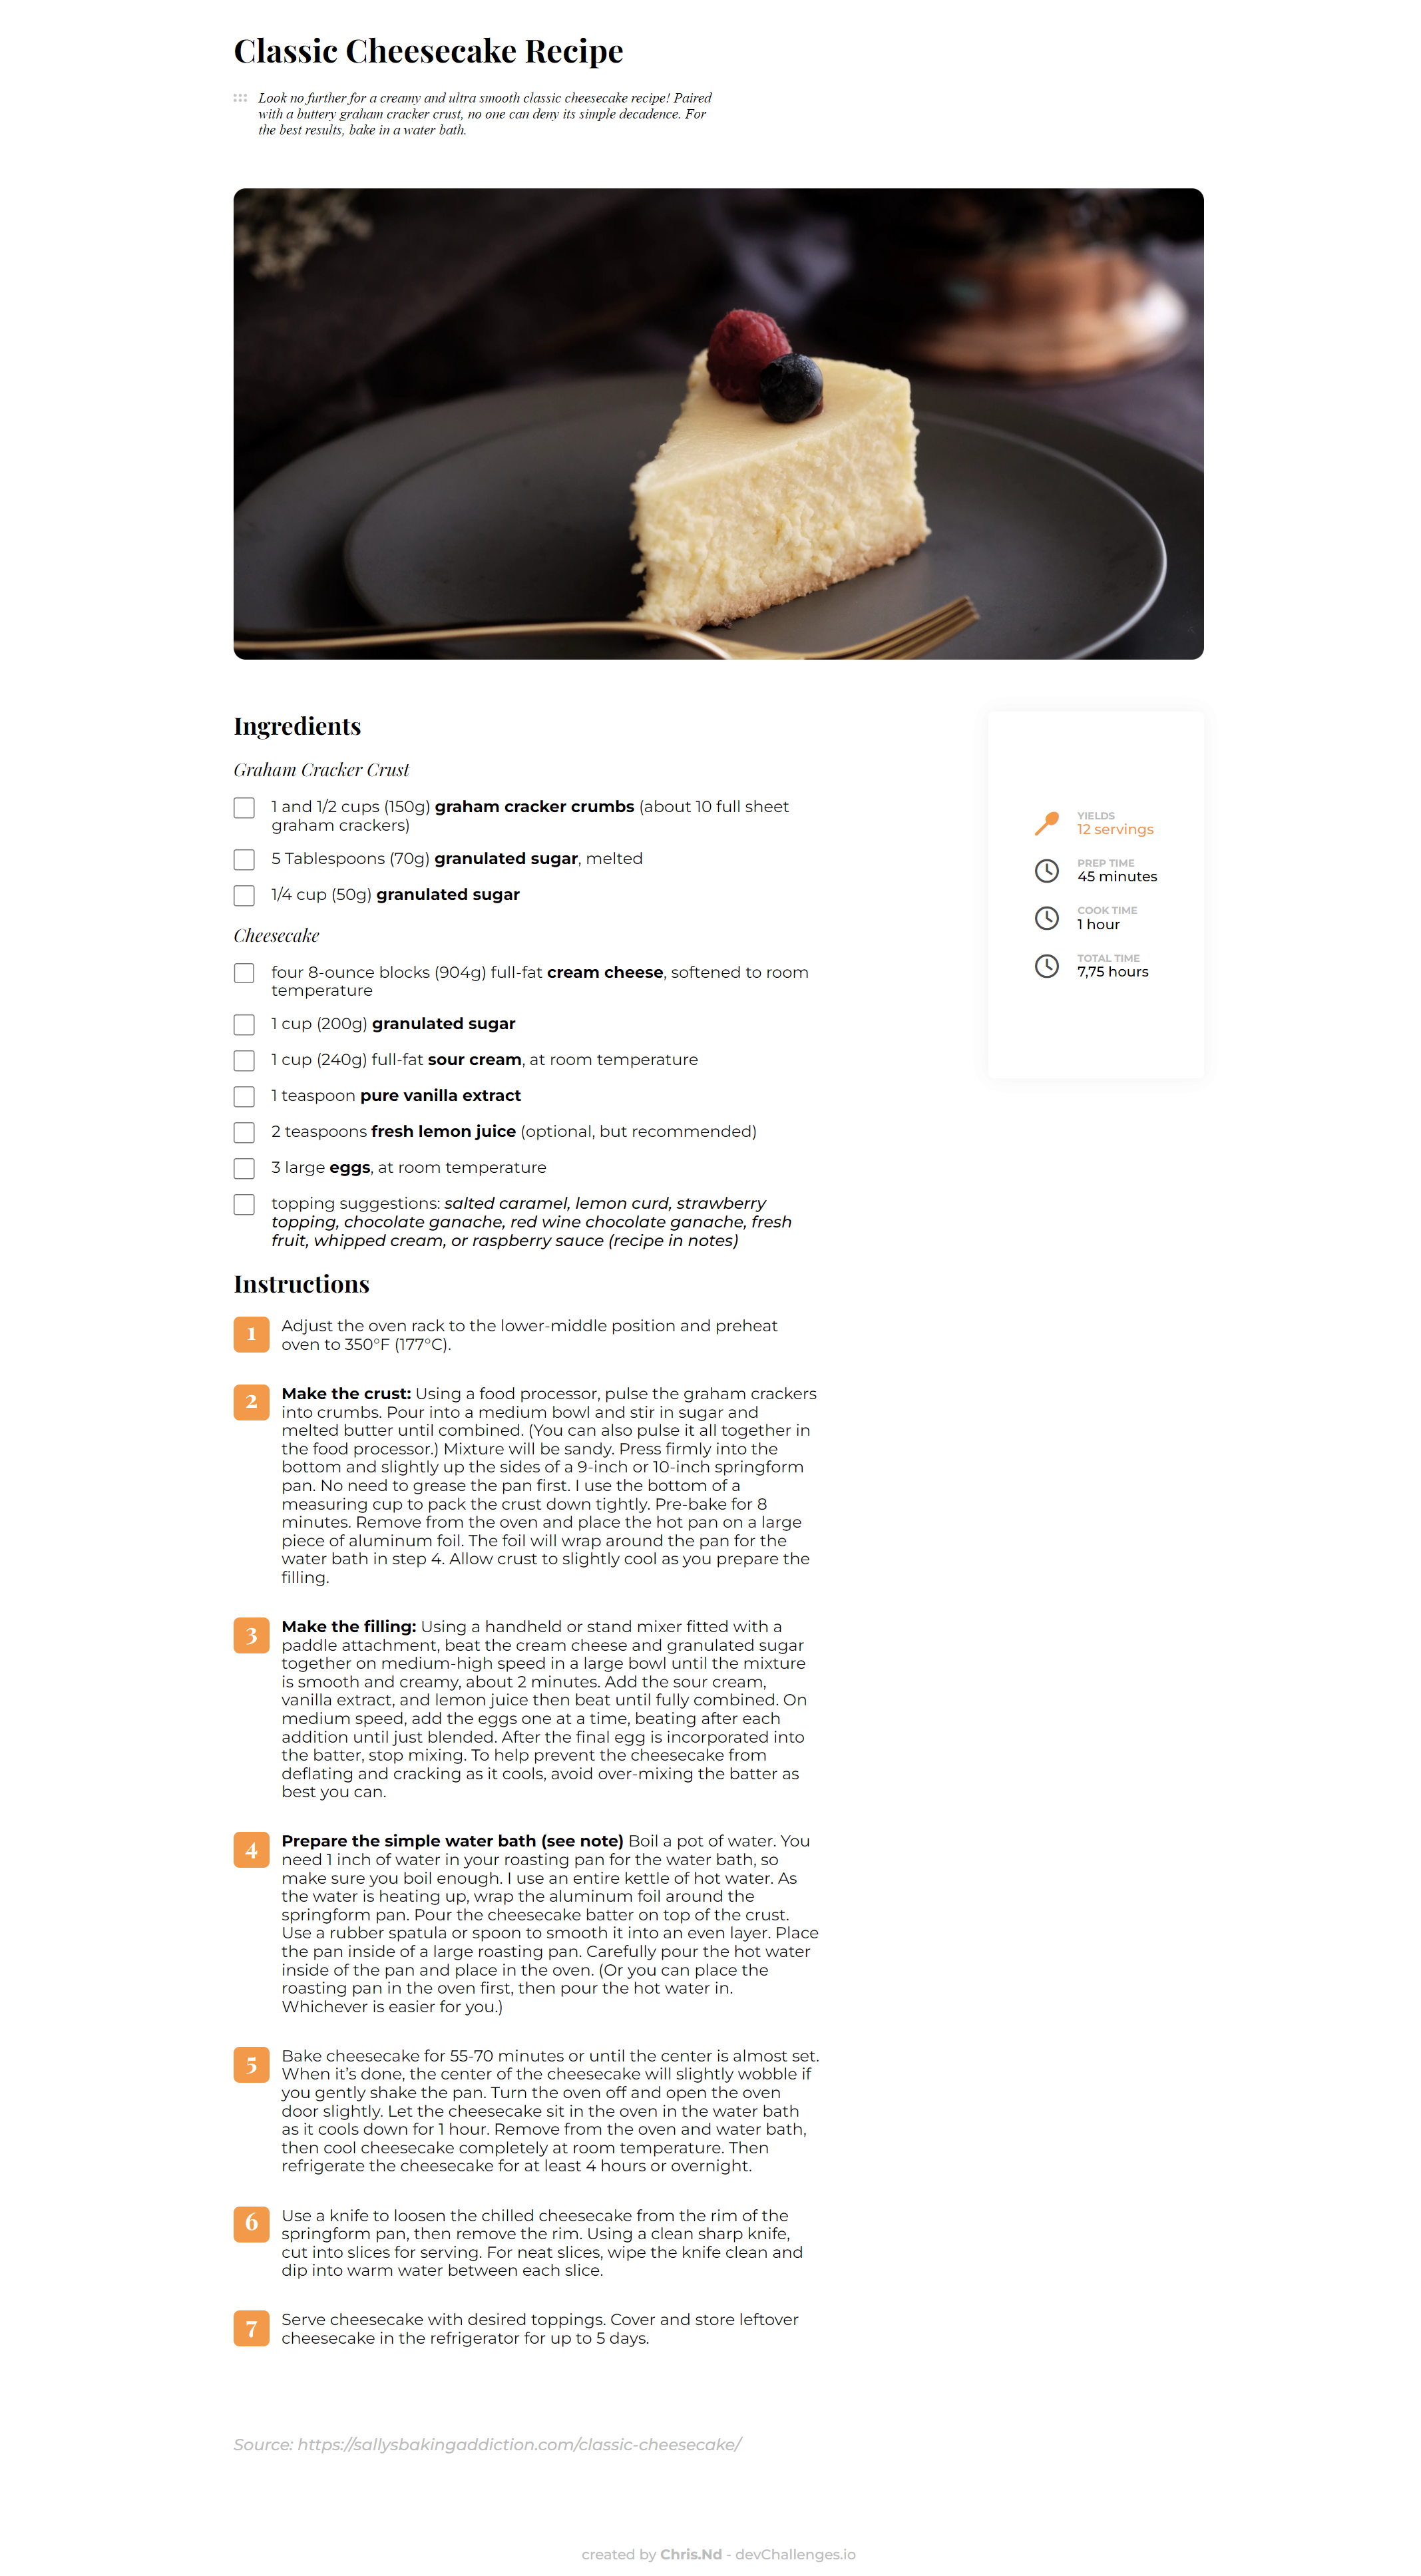 Classic Cheesecake Recipe
Look no further for a creamy and ultra smooth classic cheesecake recipe! Paired
with a buttery graham cracker crust, no one can deny its simple decadence. For
the best results, bake in a water bath.
Ingredients
Graham Cracker Crust
1 and 1/2 cups (150g) graham cracker crumbs (about 10 full sheet
graham crackers)
5 Tablespoons (70g) granulated sugar, melted
1/4 cup (50g) granulated sugar
Cheesecake
four 8-ounce blocks (904g) full-fat cream cheese, softened to room
temperature
1 cup (200g) granulated sugar
1 cup (240g) full-fat sour cream, at room temperature
1 teaspoon pure vanilla extract
2 teaspoons fresh lemon juice (optional, but recommended)
3 large eggs, at room temperature
topping suggestions: salted caramel, lemon curd, strawberry
topping, chocolate ganache, red wine chocolate ganache, fresh
fruit, whipped cream, or raspberry sauce (recipe in notes)
YIELDS
12 servings
PREP TIME
45 minutes
COOK TIME
1 hour
TOTAL TIME
7,75 hours
Instructions
1 Adjust the oven rack to the lower-middle position and preheat
oven to 350°F (177°C).
2 Make the crust: Using a food processor, pulse the graham crackers
into crumbs. Pour into a medium bowl and stir in sugar and
melted butter until combined. (You can also pulse it all together in
the food processor.) Mixture will be sandy. Press firmly into the
bottom and slightly up the sides of a 9-inch or 10-inch springform
pan. No need to grease the pan first. I use the bottom of a
measuring cup to pack the crust down tightly. Pre-bake for 8
minutes. Remove from the oven and place the hot pan on a large
piece of aluminum foil. The foil will wrap around the pan for the
water bath in step 4. Allow crust to slightly cool as you prepare the
filling.
3 Make the filling: Using a handheld or stand mixer fitted with a
paddle attachment, beat the cream cheese and granulated sugar
together on medium-high speed in a large bowl until the mixture
is smooth and creamy, about 2 minutes. Add the sour cream,
vanilla extract, and lemon juice then beat until fully combined. On
medium speed, add the eggs one at a time, beating after each
addition until just blended. After the final egg is incorporated into
the batter, stop mixing. To help prevent the cheesecake from
deflating and cracking as it cools, avoid over-mixing the batter as
best you can.
4 Prepare the simple water bath (see note) Boil a pot of water. You
need 1 inch of water in your roasting pan for the water bath, so
make sure you boil enough. I use an entire kettle of hot water. As
the water is heating up, wrap the aluminum foil around the
springform pan. Pour the cheesecake batter on top of the crust.
Use a rubber spatula or spoon to smooth it into an even layer. Place
the pan inside of a large roasting pan. Carefully pour the hot water
inside of the pan and place in the oven. (Or you can place the
roasting pan in the oven first, then pour the hot water in.
Whichever is easier for you.)
5 Bake cheesecake for 55-70 minutes or until the center is almost set.
When it’s done, the center of the cheesecake will slightly wobble if
you gently shake the pan. Turn the oven off and open the oven
door slightly. Let the cheesecake sit in the oven in the water bath
as it cools down for 1 hour. Remove from the oven and water bath,
then cool cheesecake completely at room temperature. Then
refrigerate the cheesecake for at least 4 hours or overnight.
6 Use a knife to loosen the chilled cheesecake from the rim of the
springform pan, then remove the rim. Using a clean sharp knife,
cut into slices for serving. For neat slices, wipe the knife clean and
dip into warm water between each slice.
7 Serve cheesecake with desired toppings. Cover and store leftover
cheesecake in the refrigerator for up to 5 days.
Source: https://sallysbakingaddiction.com/classic-cheesecake/
created by Chris.Nd - devChallenges.io